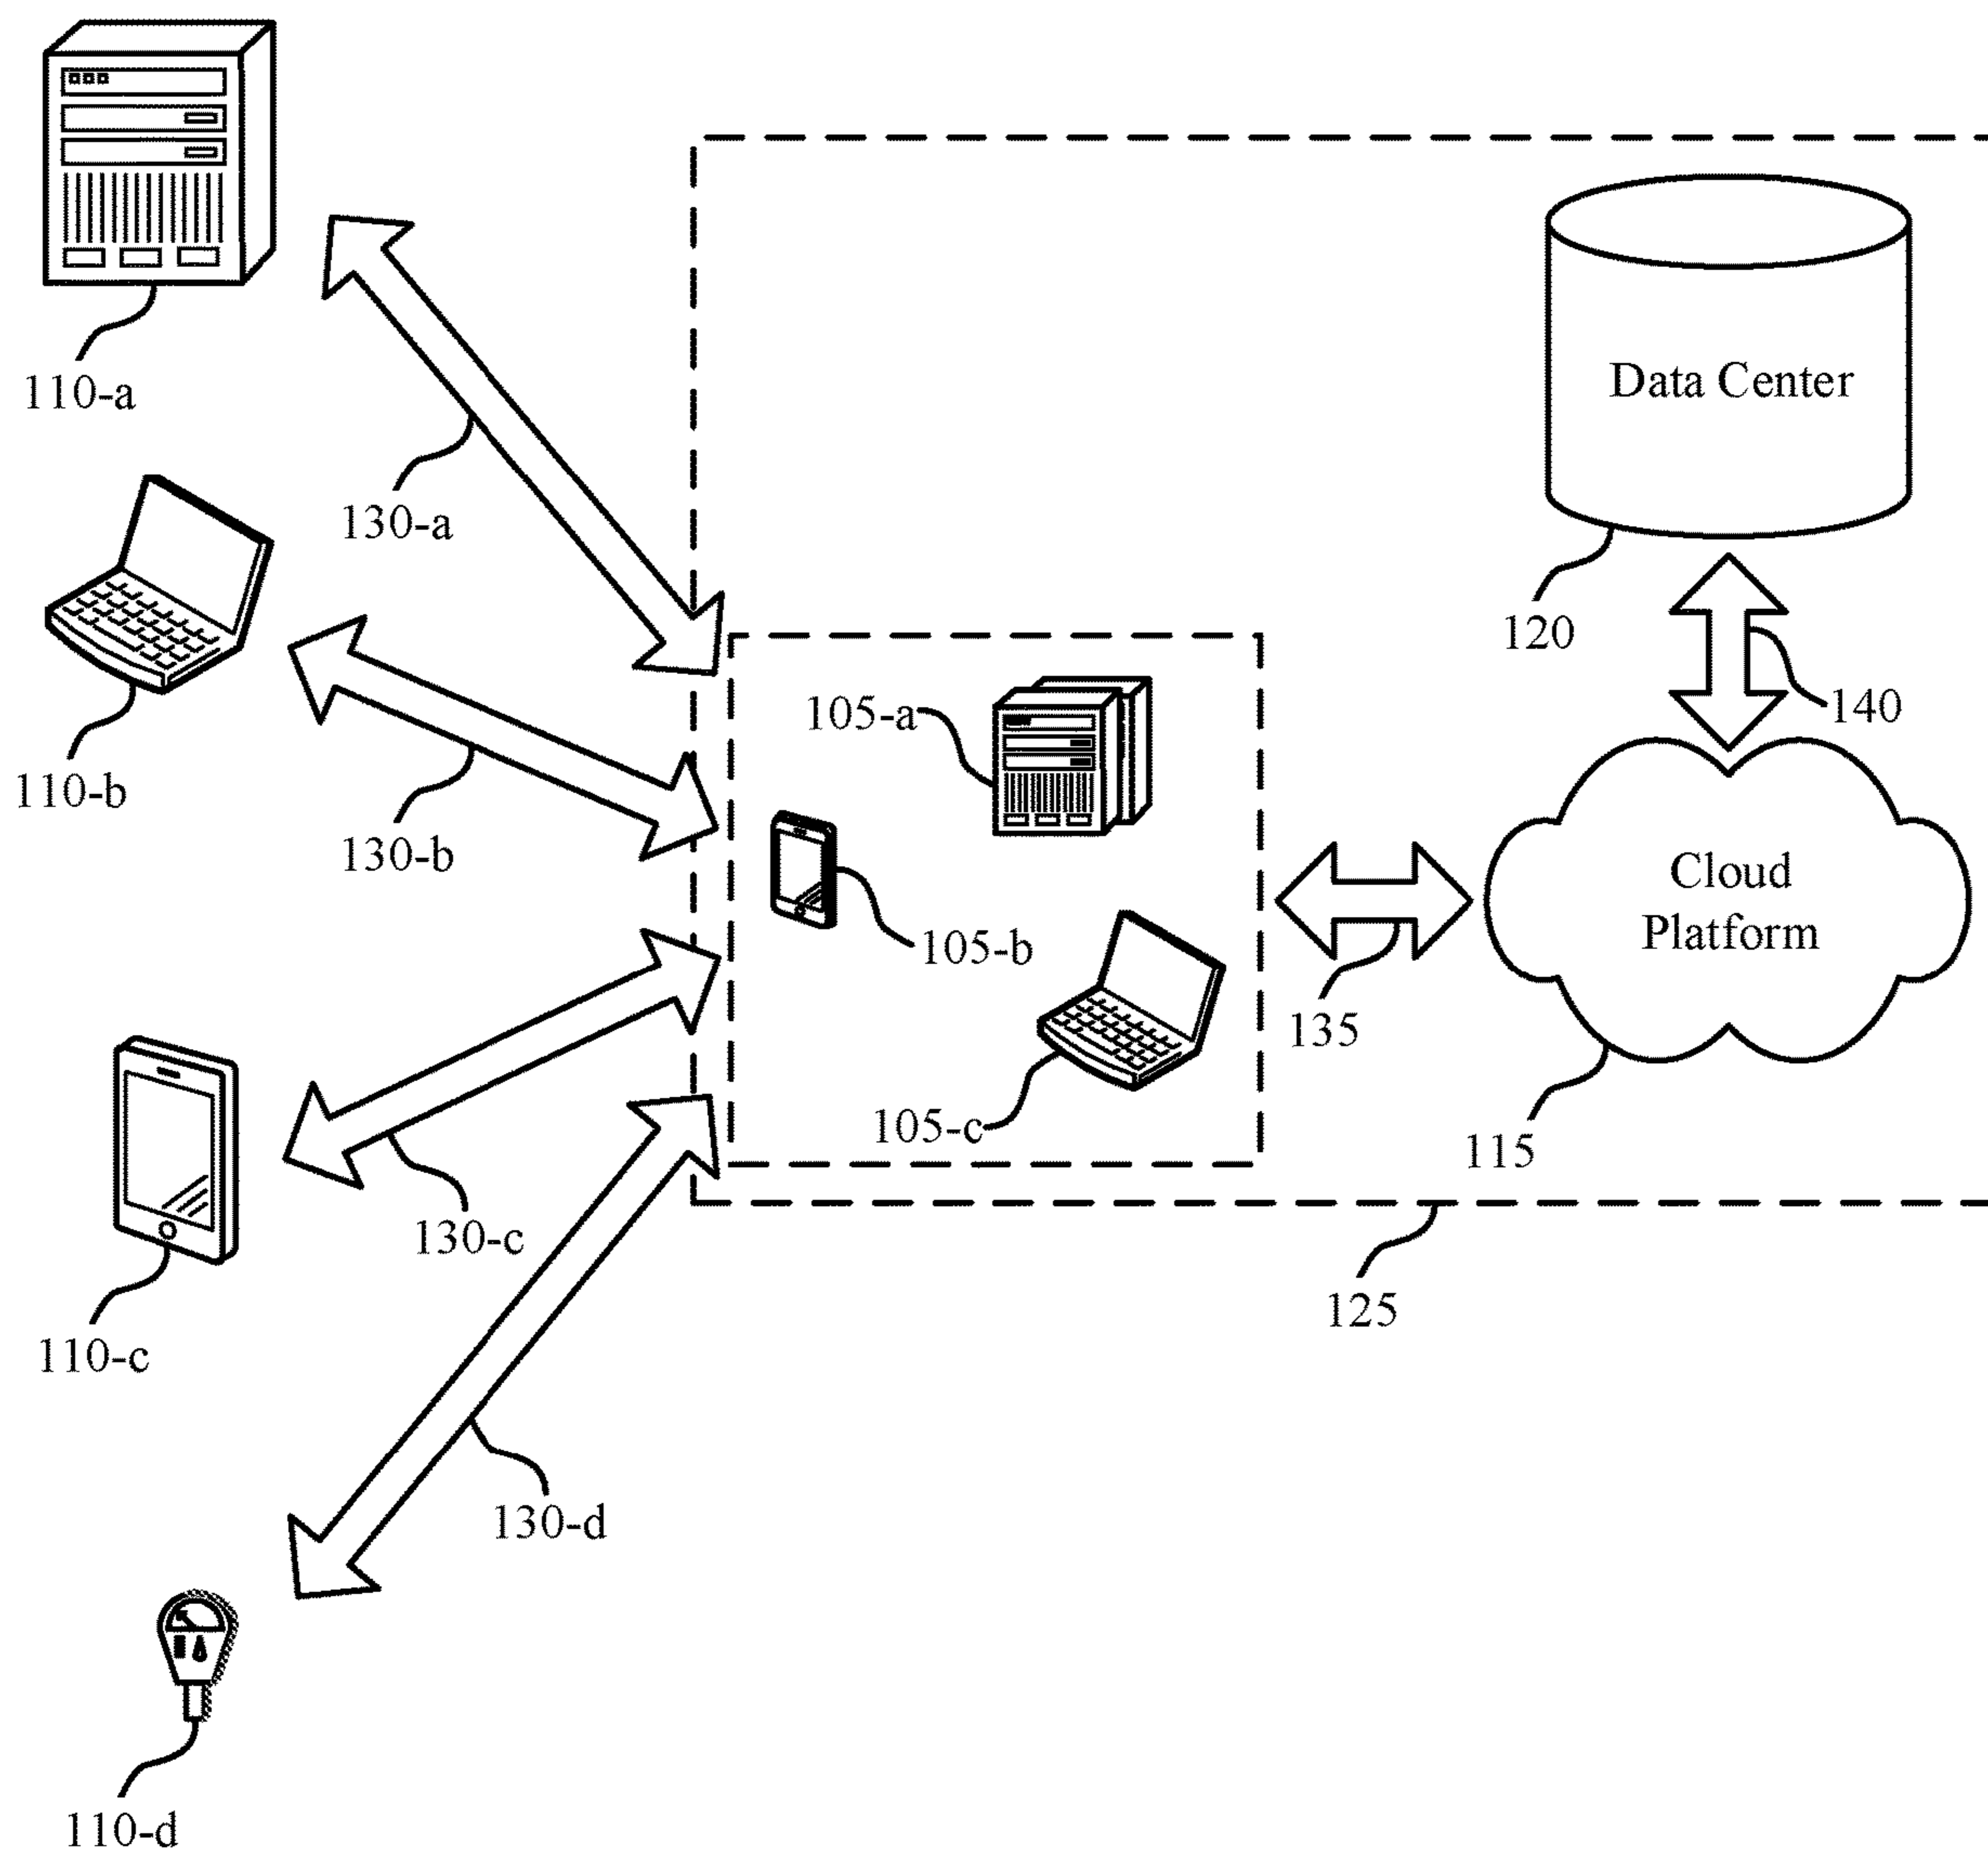 110-a
130-a
110-b
130-b
110-c
130-c
110-d
130-d
105-a
105-b
105-c
Data Center
120
140
Cloud
Platform
135
115
125